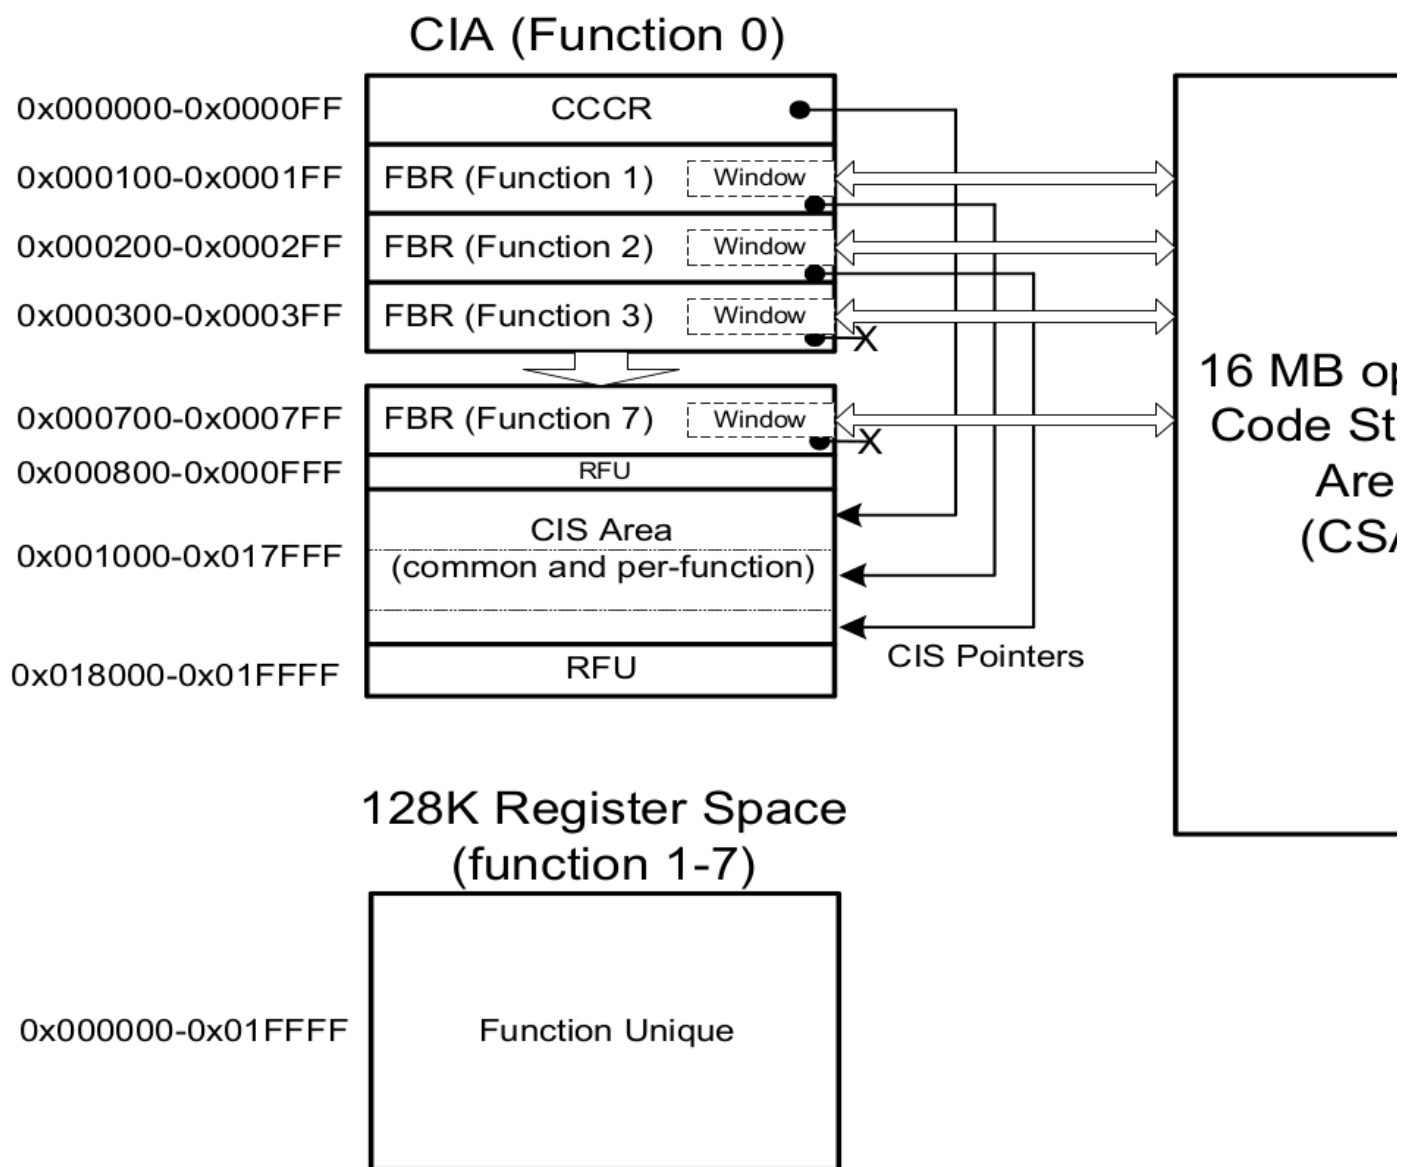 CIA (Function 0)
0x000000-0x0000FF
CCCR
0x000100-0x0001FF
FBR (Function 1)
Window
0x000200-0x0002FF
FBR (Function 2)
Window
0x000300-0x0003FF
FBR (Function 3)
Window
X
0x000700-0x0007FF
FBR (Function 7)
Window
X
0x000800-0x000FFF
RFU
0x001000-0x017FFF
CIS Area
(common and per-function)
0x018000-0x01FFFF
RFU
CIS Pointers
16 MB
Code
128K Register Space
(function 1-7)
0x000000-0x01FFFF
Function Unique